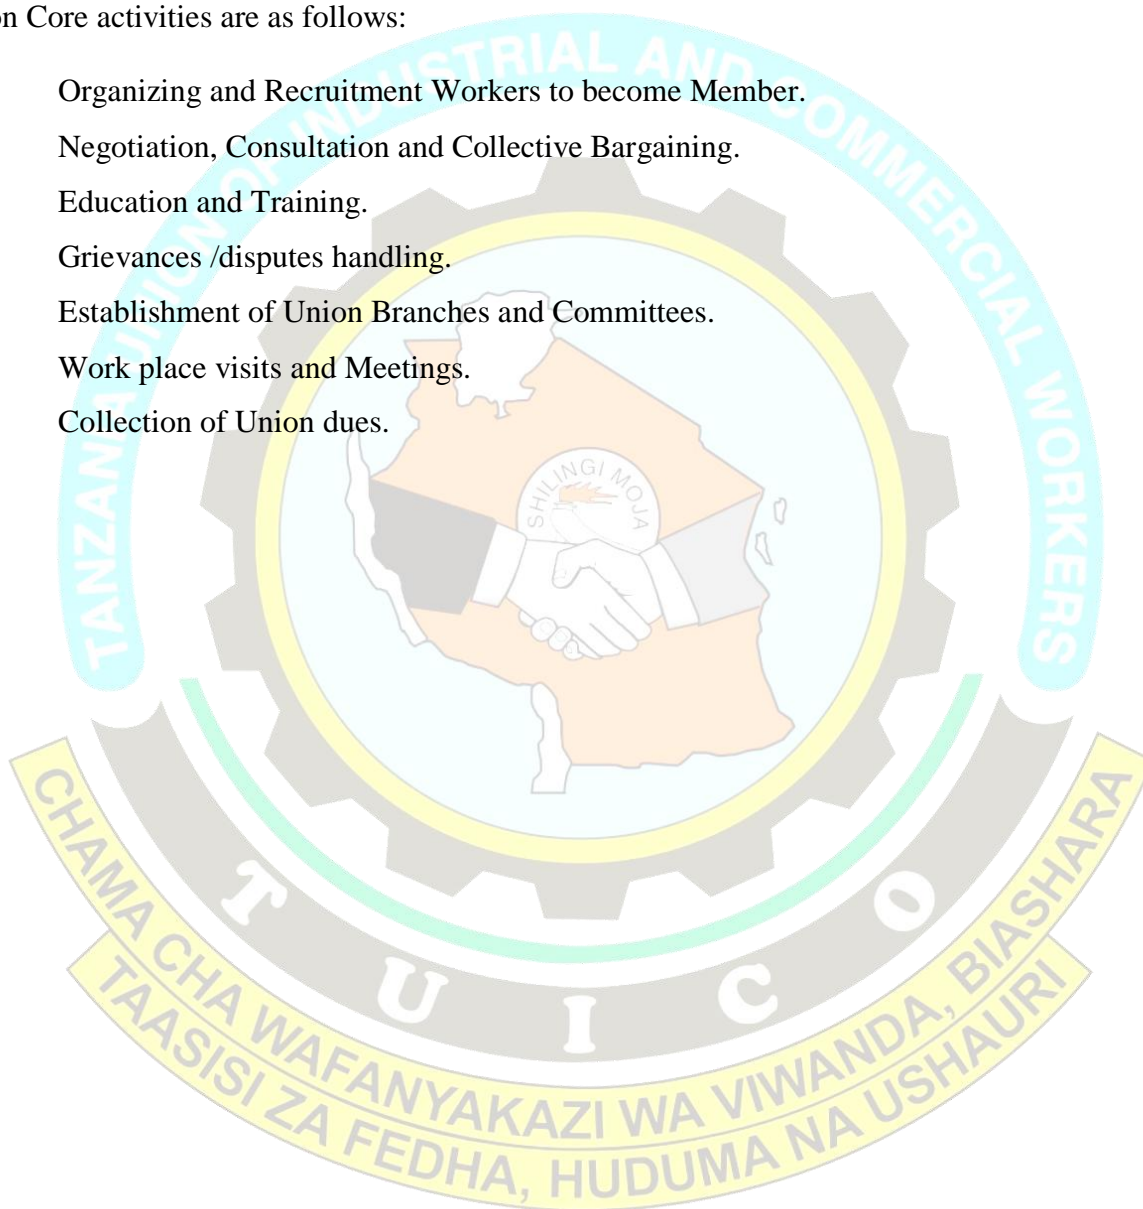 on Core activities are as follows:
Organizing and Recruitment Workers to become Member.
Negotiation, Consultation and Collective Bargaining.
Education and Training.
Grievances /disputes handling.
Establishment of Union Branches and Committees.
Work place visits and Meetings.
Collection of Union dues.
TANZANIA UNION OF INDUSTRIAL AND COMMERCIAL WORKERS
SHILINGI MOJA
T U I C O
CHAMA CHA WAFANYAKAZI WA VIWANDA, BIASHARA
TAASISI ZA FEDHA, HUDUMA NA USHAURI